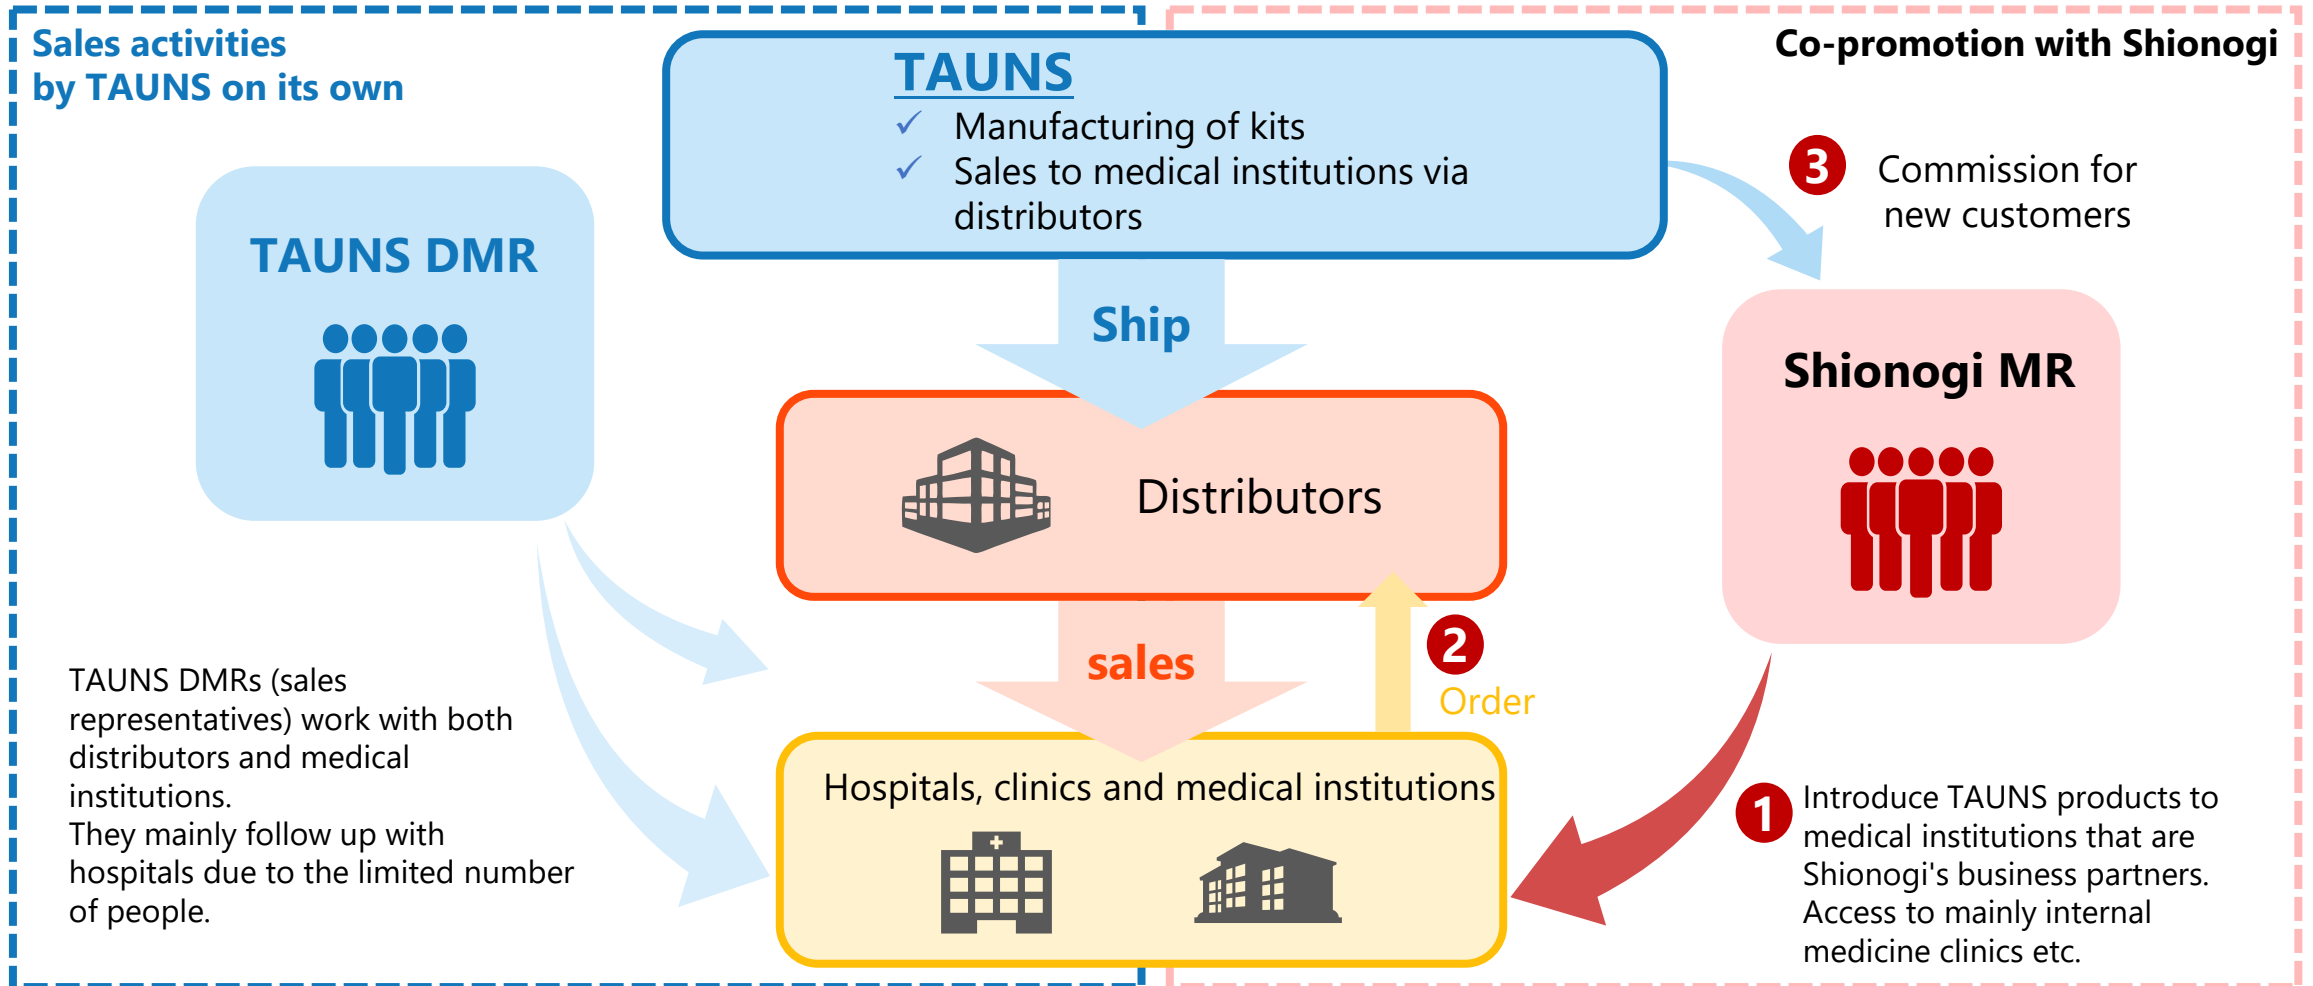 Sales activities
by TAUNS on its own
TAUNS
✓ Manufacturing of kits
✓ Sales to medical institutions via
distributors
Co-promotion with Shionogi
3
Commission for
new customers
TAUNS DMR
Ship
Shionogi MR
Distributors
sales
2
Order
TAUNS DMRs (sales
representatives) work with both
distributors and medical
institutions.
They mainly follow up with
hospitals due to the limited number
of people.
Hospitals, clinics and medical institutions
1
Introduce TAUNS products to
medical institutions that are
Shionogi's business partners.
Access to mainly internal
medicine clinics etc.